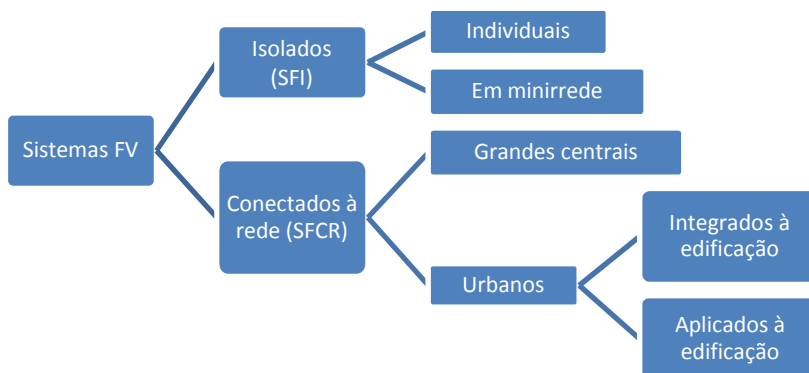 Sistemas FV
Isolados
(SFI)
Individuais
Em minirrede
Conectados à
rede (SFCR)
Grandes centrais
Urbanos
Integrados à
edificação
Aplicados à
edificação